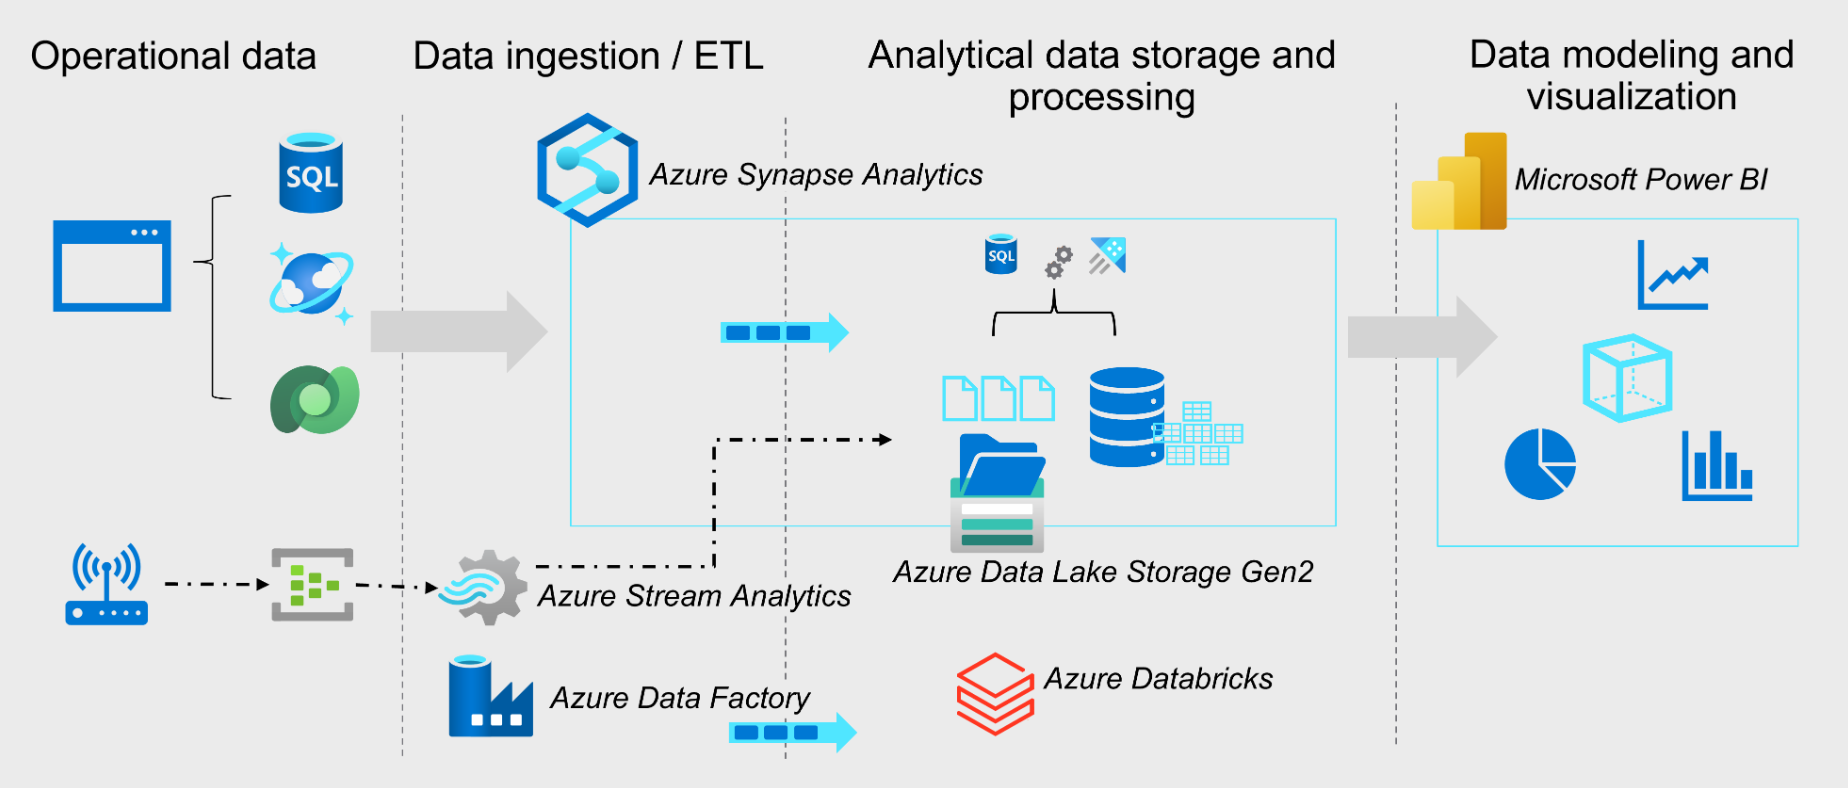 Operational data
Data ingestion / ETL
Analytical data storage and
processing
Data modeling and
visualization
SQL
Azure Synapse Analytics
Microsoft Power BI
SQL
Azure Stream Analytics
Azure Data Lake Storage Gen2
Azure Data Factory
Azure Databricks